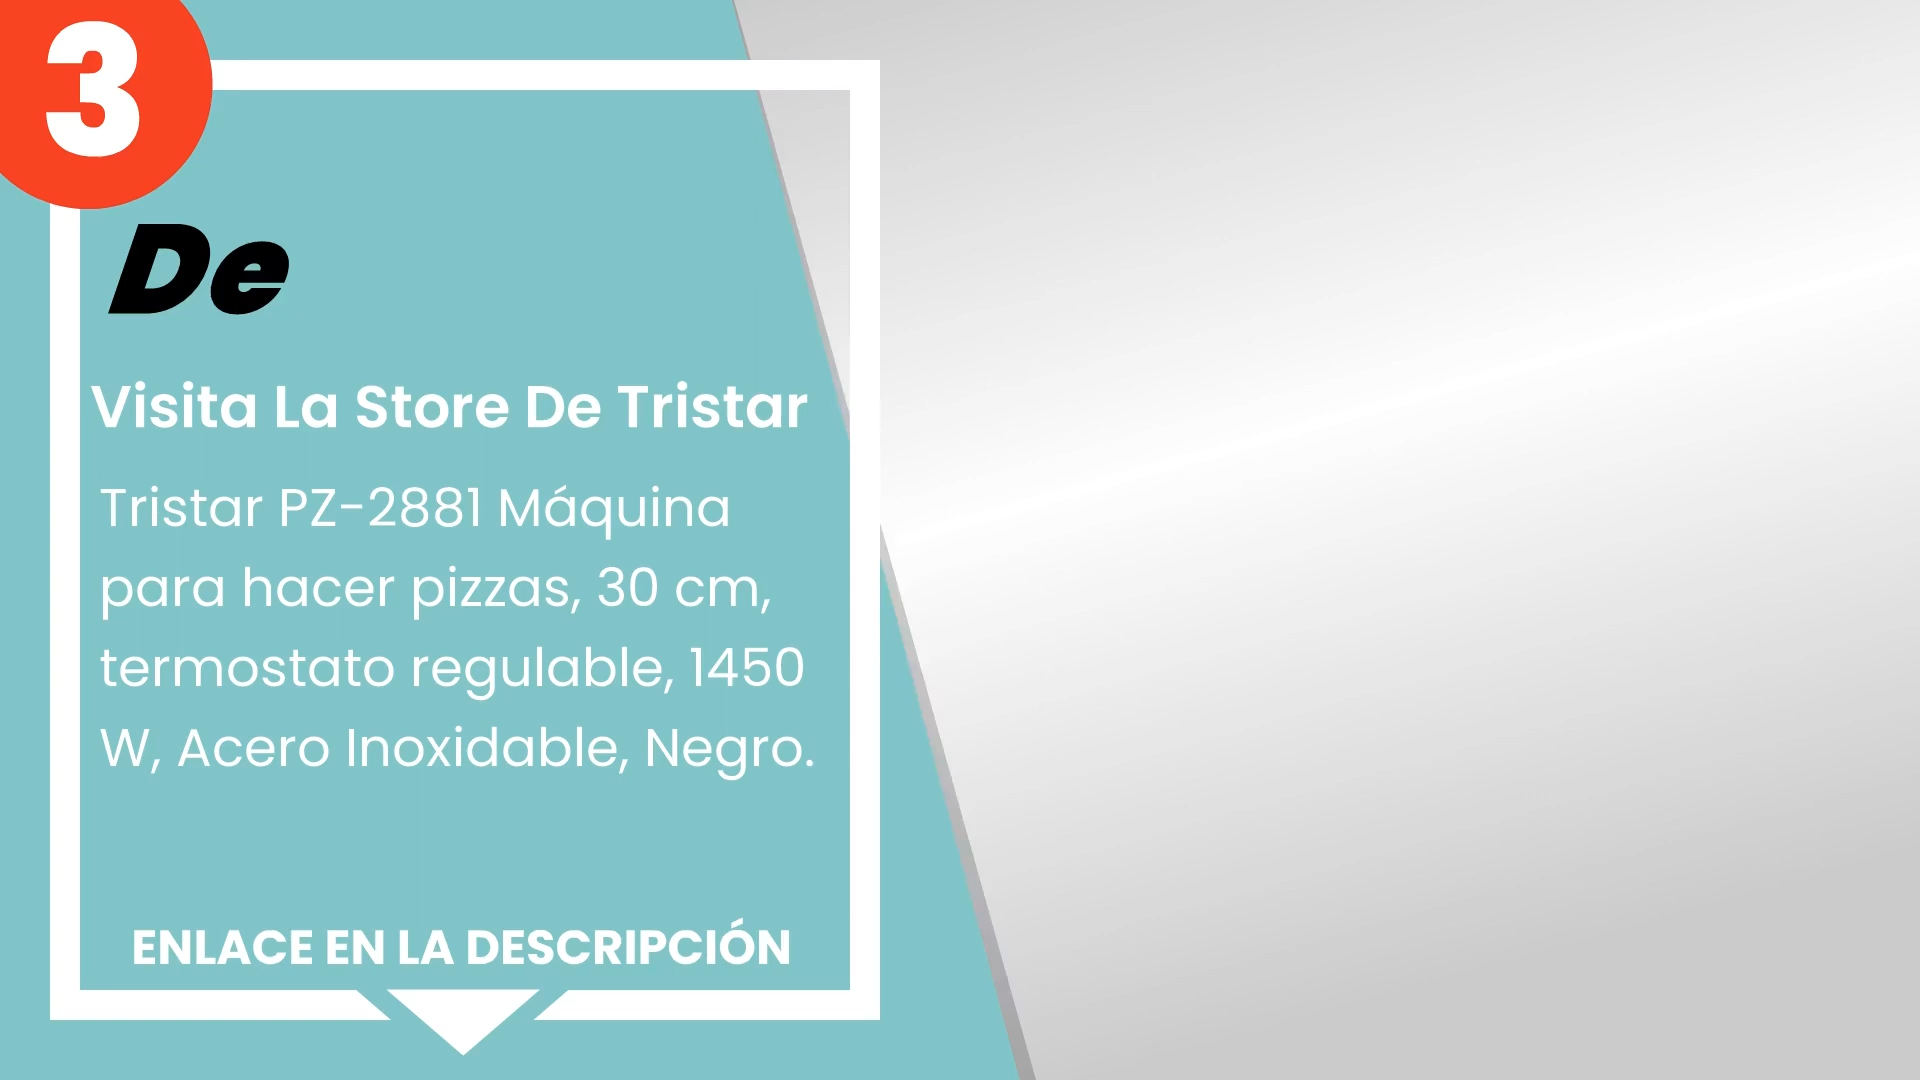 3
De
Visita La Store De Tristar
Tristar PZ-2881 Máquina
para hacer pizzas, 30 cm,
termostato regulable, 1450
W, Acero Inoxidable, Negro.
ENLACE EN LA DESCRIPCIÓN